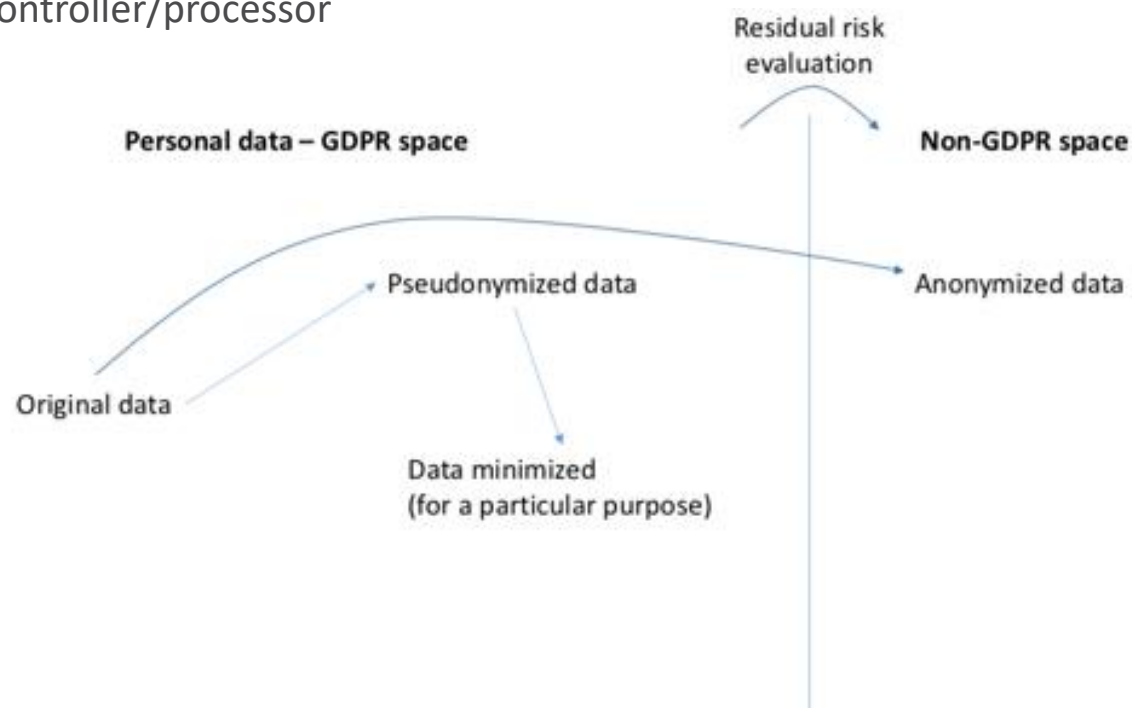 ontroller/processor
Residual risk
evaluation
Personal data – GDPR space
Non-GDPR space
Pseudonymized data
Anonymized data
Original data
Data minimized
(for a particular purpose)